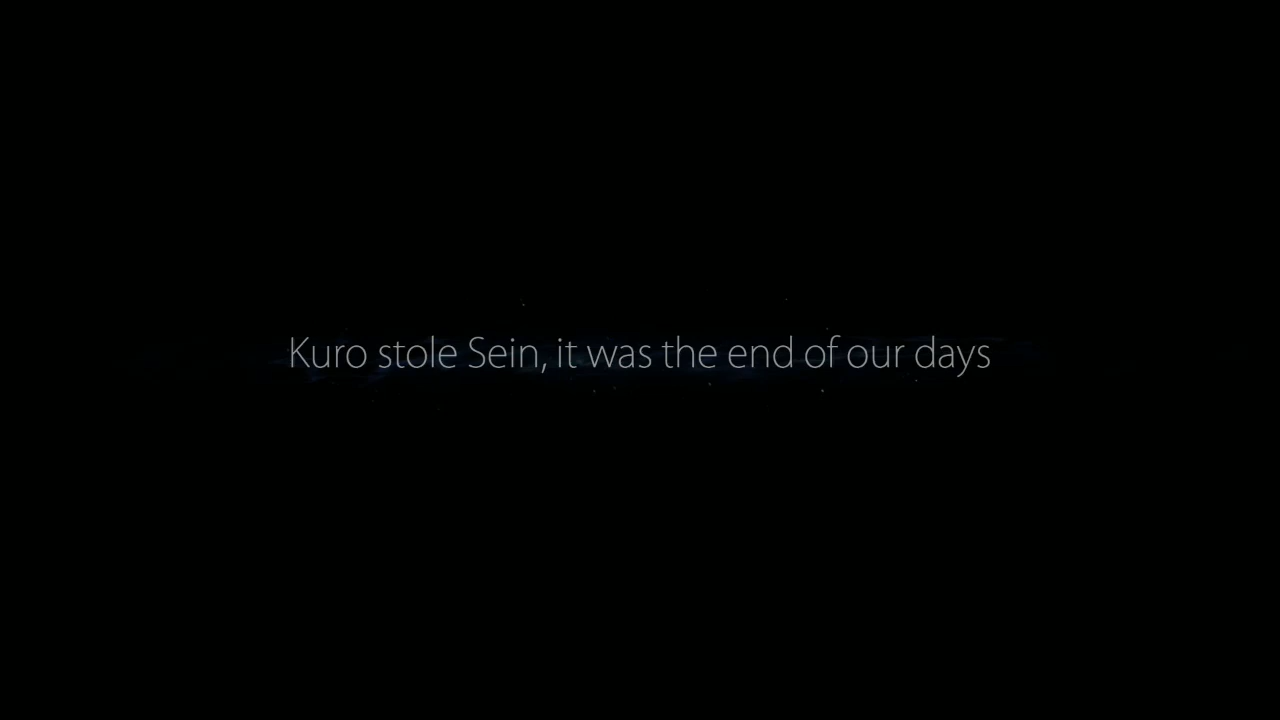 Kuro stole Sein, it was the end of our days